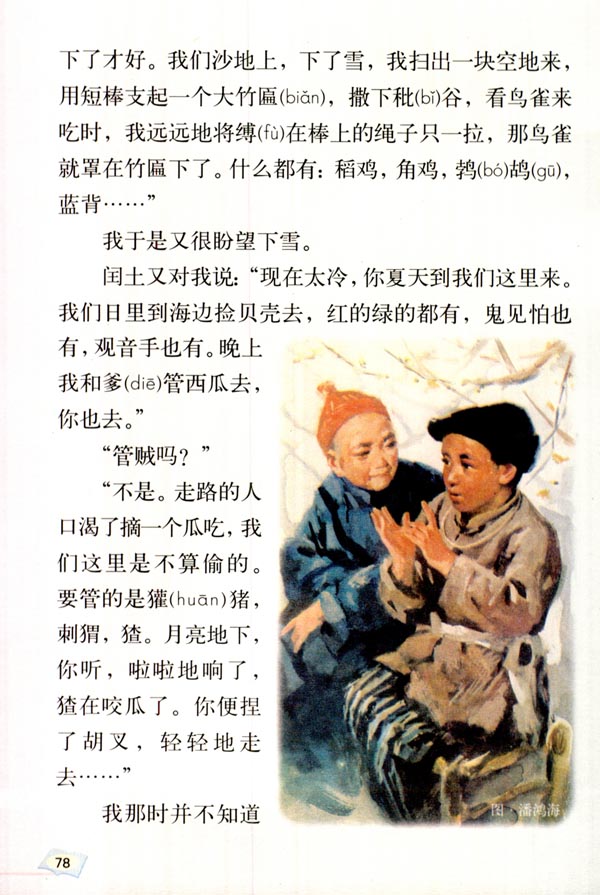 下了才好。我们沙地上，下了雪，我扫出一块空地来，
用短棒支起一个大竹匾(biǎn)，撒下秕(bǐ)谷，看鸟雀来
吃时，我远远地将缚(fù)在棒上的绳子只一拉，那鸟雀
就罩在竹匾下了。什么都有：稻鸡，角鸡，鹁(bó)鸪(gū)，
蓝背……”
我于是又很盼望下雪。
闰土又对我说：“现在太冷，你夏天到我们这里来。
我们日里到海边捡贝壳去，红的绿的都有，鬼见怕也
有，观音手也有。晚上
我和爹(diē)管西瓜去，
你也去。”
“管贼吗？”
“不是。走路的人
口渴了摘一个瓜吃，我
们这里是不算偷的。
要管的是獾(huān)猪，
刺猬，猹。月亮地下，
你听，啦啦地响了，
猹在咬瓜了。你便捏
了胡叉，轻轻地走
去……”
我那时并不知道
图·潘鸿海
78